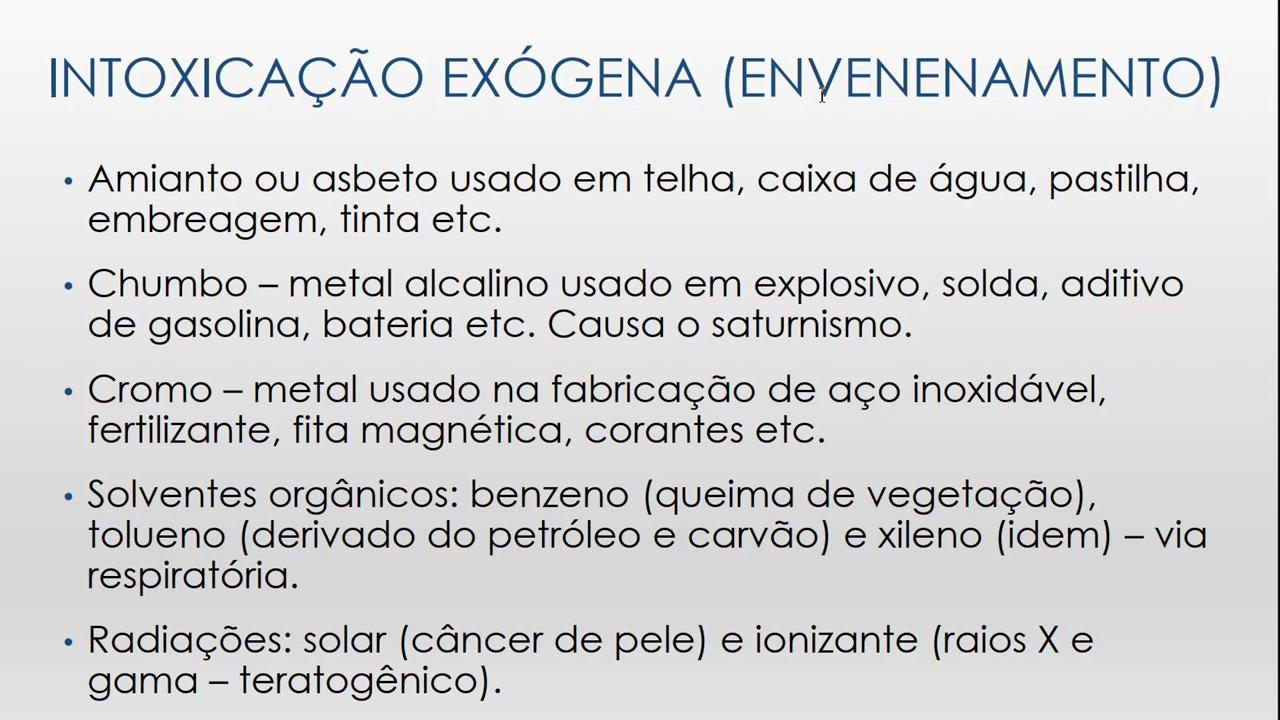 INTOXICAÇÃO EXÓGENA (ENVENENAMENTO)
• Amianto ou asbeto usado em telha, caixa de água, pastilha,
embreagem, tinta etc.
• Chumbo – metal alcalino usado em explosivo, solda, aditivo
de gasolina, bateria etc. Causa o saturnismo.
• Cromo – metal usado na fabricação de aço inoxidável,
fertilizante, fita magnética, corantes etc.
• Solventes orgânicos: benzeno (queima de vegetação),
tolueno (derivado do petróleo e carvão) e xileno (idem) – via
respiratória.
• Radiações: solar (câncer de pele) e ionizante (raios X e
gama – teratogênico).